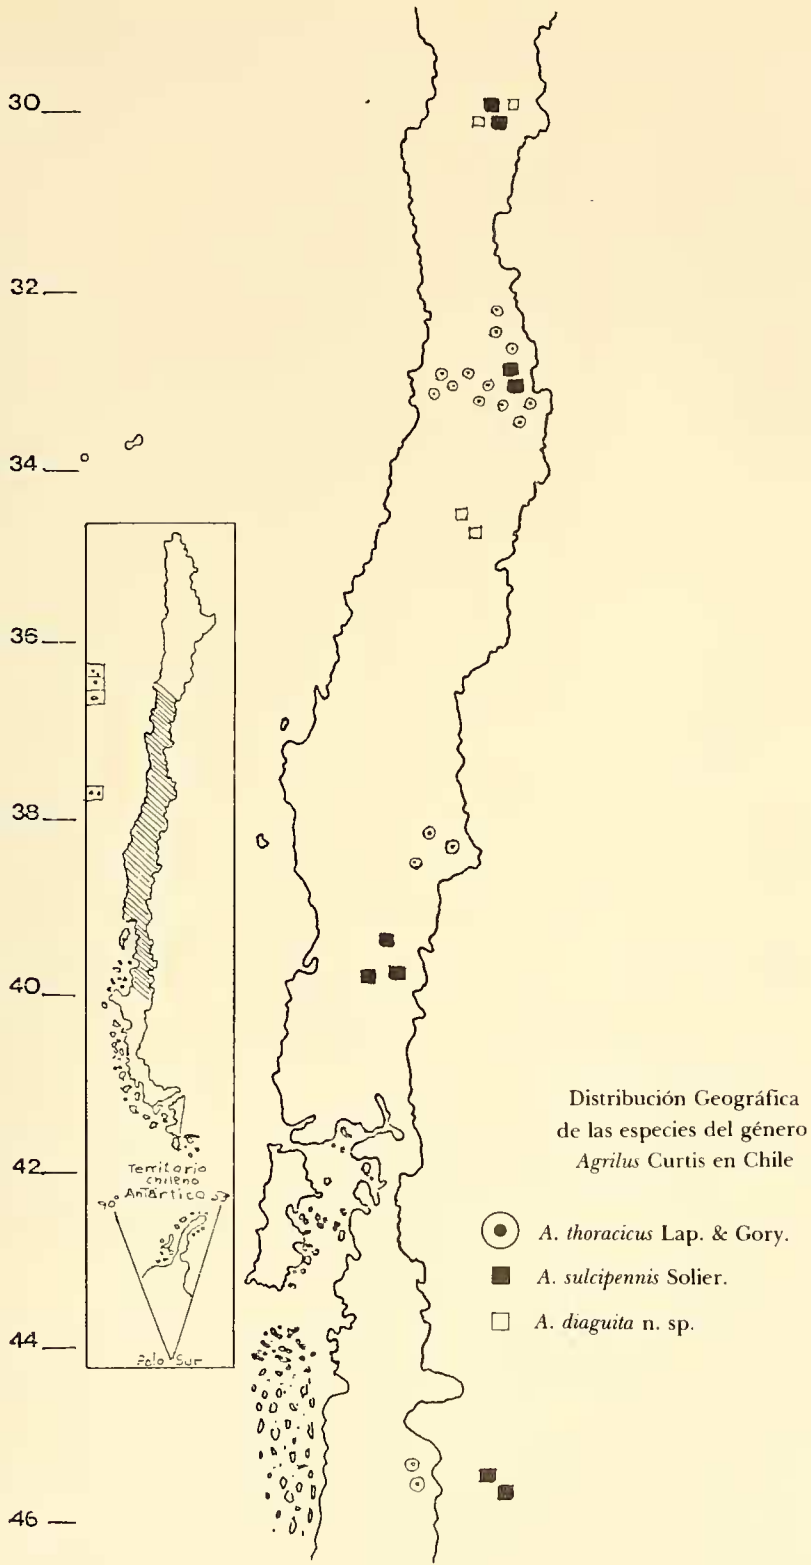 30
32
34
36
38
40
42
44
46
Territorio
chileno
Antártico
90° 53°
Polo Sur
Distribución Geográfica
de las especies del género
Agrilus Curtis en Chile
A. thoracicus Lap. & Gory.
A. sulcipennis Solier.
A. diaguita n. sp.